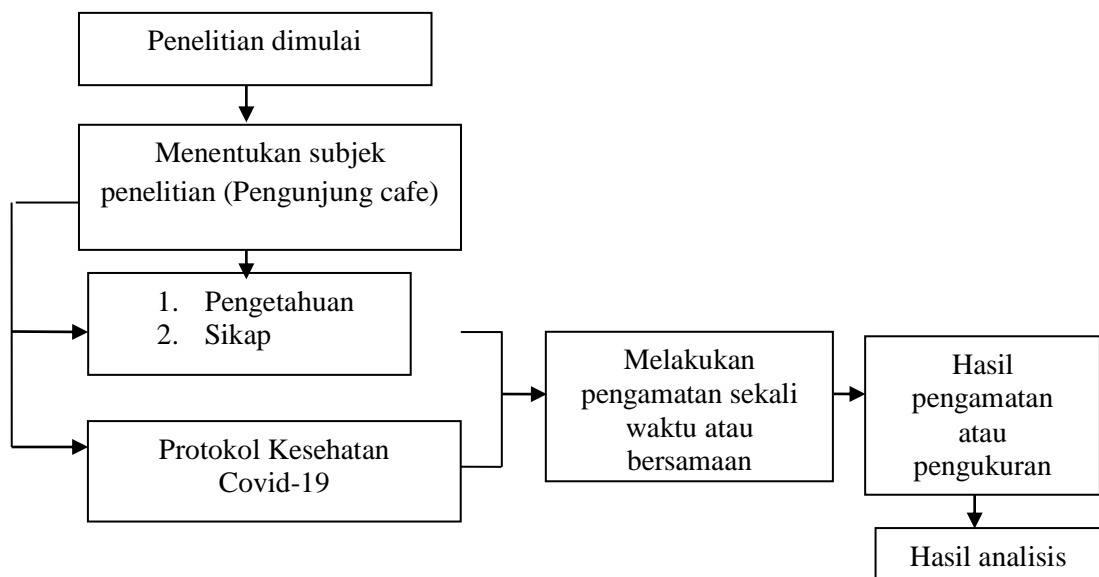 Penelitian dimulai
Menentukan subjek
penelitian (Pengunjung cafe)
1. Pengetahuan
2. Sikap
Protokol Kesehatan
Covid-19
Melakukan
pengamatan sekali
waktu atau
bersamaan
Hasil
pengamatan
atau
pengukuran
Hasil analisis